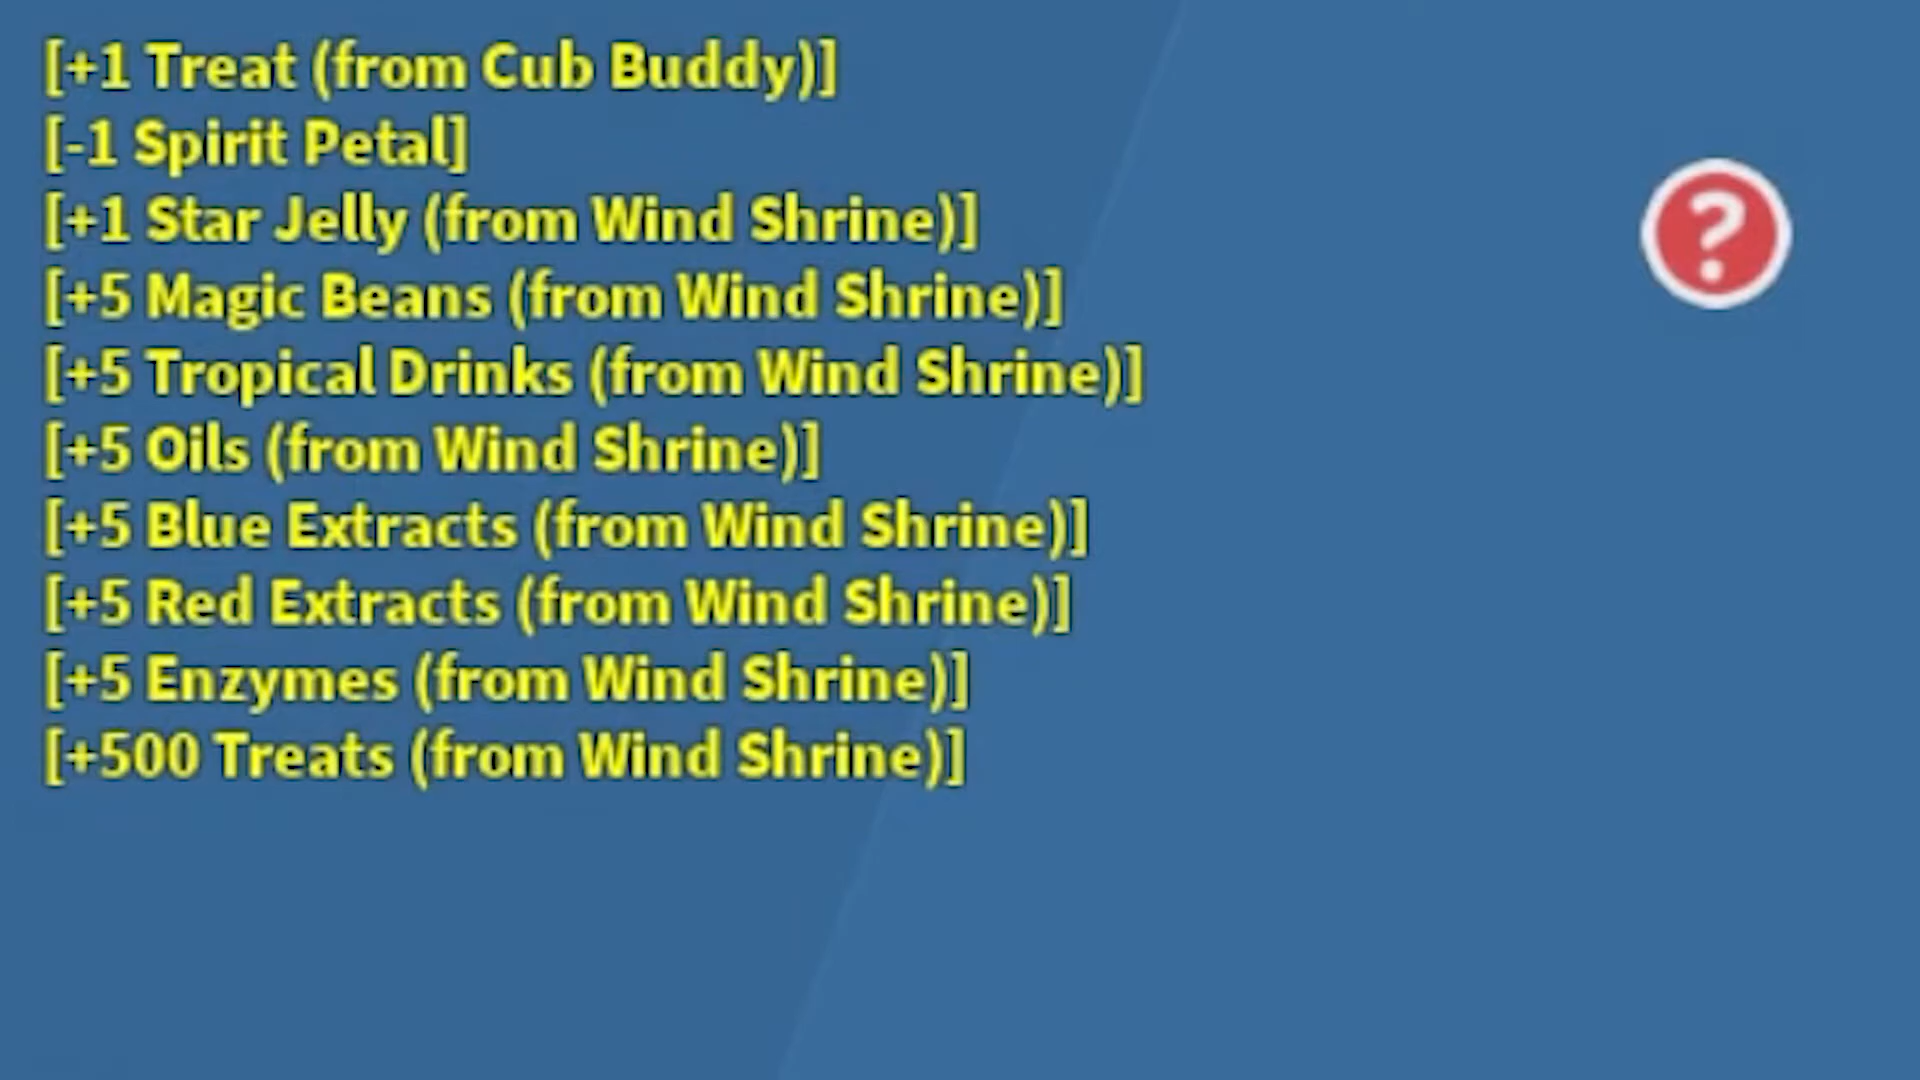 [+1 Treat (from Cub Buddy)]
[-1 Spirit Petal]
[+1 Star Jelly (from Wind Shrine)]
[+5 Magic Beans (from Wind Shrine)]
[+5 Tropical Drinks (from Wind Shrine)]
[+5 Oils (from Wind Shrine)]
[+5 Blue Extracts (from Wind Shrine)]
[+5 Red Extracts (from Wind Shrine)]
[+5 Enzymes (from Wind Shrine)]
[+500 Treats (from Wind Shrine)]
?